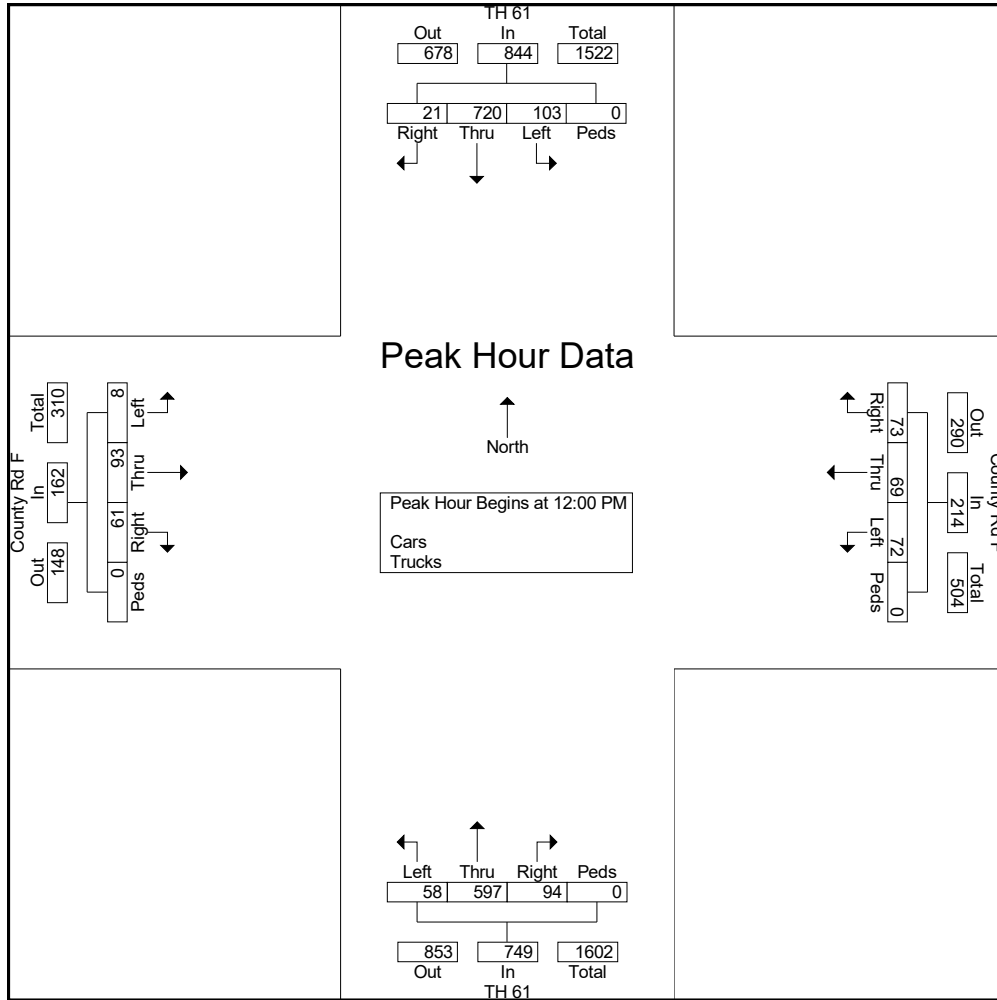 TH 61
Out In Total
678 844 1522
21 720 103 0
Right Thru Left Peds
Peak Hour Data
North
Peak Hour Begins at 12:00 PM
Cars
Trucks
County Rd F
Total In Out
310 162 148
8 93 61 0
Left Thru Right Peds
Right Thru Left Peds
73 69 72 0
Out In Total
290 214 504
County Rd F
Left Thru Right Peds
58 597 94 0
853 749 1602
Out In Total
TH 61